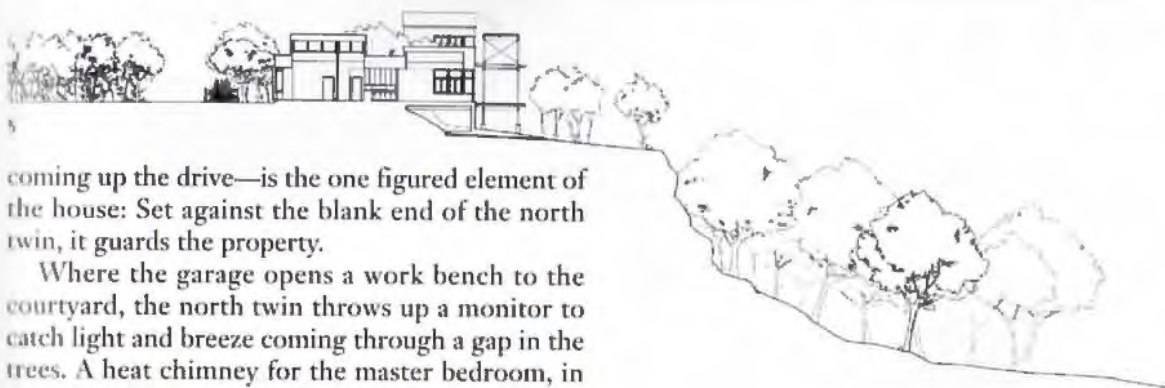 coming up the drive—is the one figured element of
the house: Set against the blank end of the north
twin, it guards the property.
Where the garage opens a work bench to the
courtyard, the north twin throws up a monitor to
catch light and breeze coming through a gap in the
trees. A heat chimney for the master bedroom, in